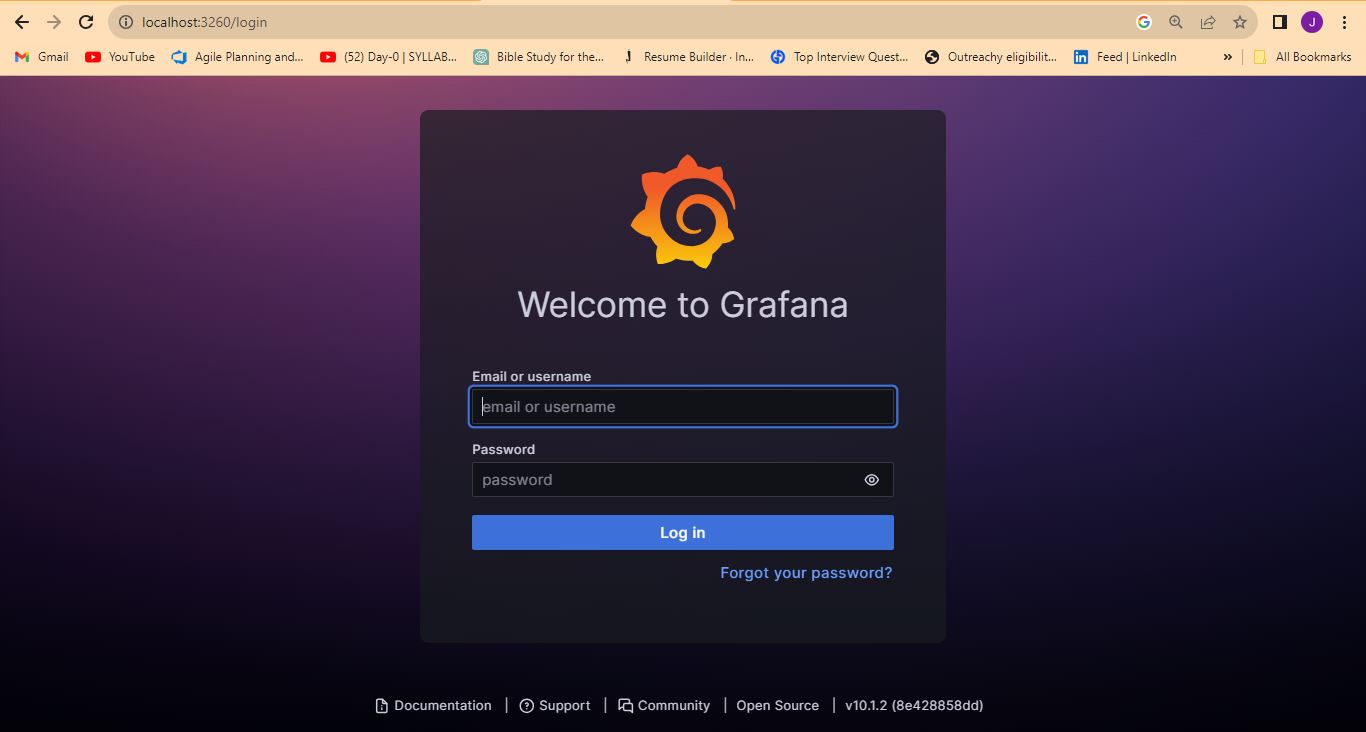 localhost:3260/login
J
Gmail YouTube Agile Planning and... (52) Day-0 | SYLLAB... Bible Study for the... Resume Builder · In... Top Interview Quest... Outreachy eligibilit... Feed | LinkedIn » All Bookmarks
Welcome to Grafana
Email or username
email or username
Password
password
Log in
Forgot your password?
Documentation | Support | Community | Open Source | v10.1.2 (8e428858dd)